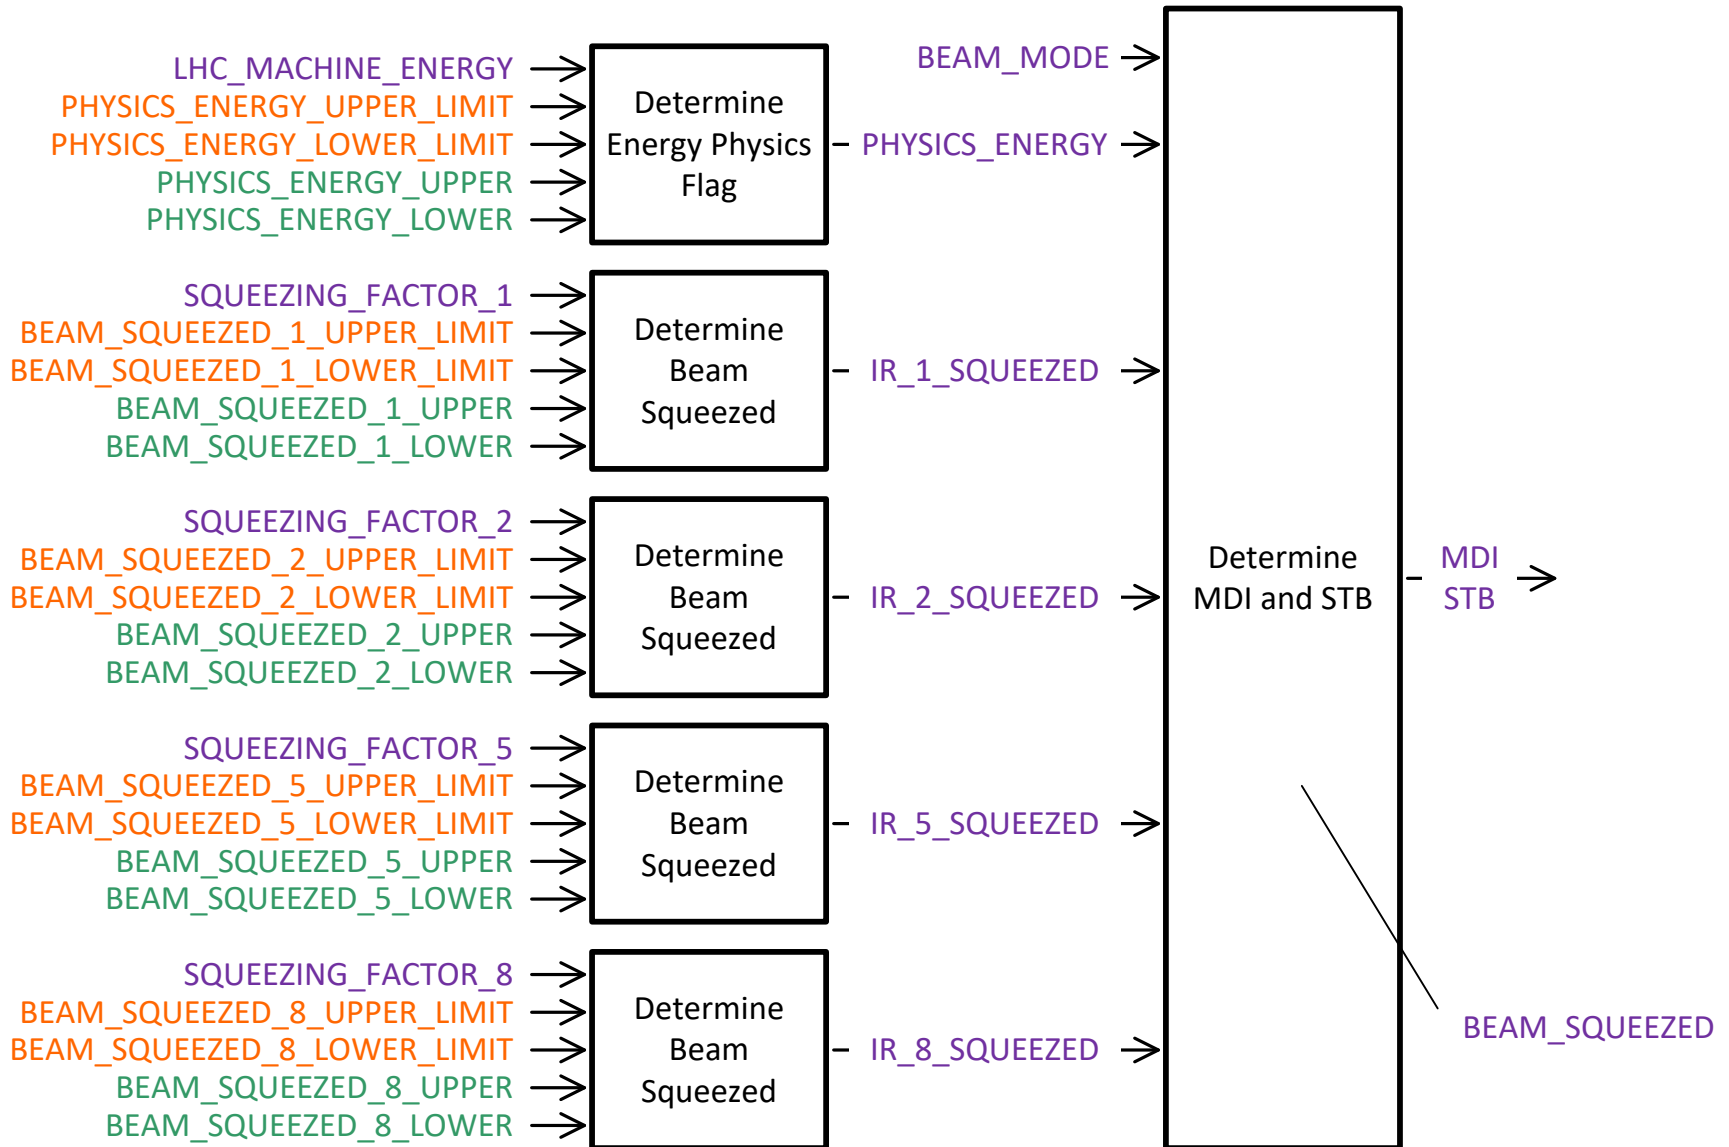 LHC_MACHINE_ENERGY
PHYSICS_ENERGY_UPPER_LIMIT
PHYSICS_ENERGY_LOWER_LIMIT
PHYSICS_ENERGY_UPPER
PHYSICS_ENERGY_LOWER
Determine
Energy Physics
Flag
BEAM_MODE
PHYSICS_ENERGY
SQUEEZING_FACTOR_1
BEAM_SQUEEZED_1_UPPER_LIMIT
BEAM_SQUEEZED_1_LOWER_LIMIT
BEAM_SQUEEZED_1_UPPER
BEAM_SQUEEZED_1_LOWER
Determine
Beam
Squeezed
IR_1_SQUEEZED
SQUEEZING_FACTOR_2
BEAM_SQUEEZED_2_UPPER_LIMIT
BEAM_SQUEEZED_2_LOWER_LIMIT
BEAM_SQUEEZED_2_UPPER
BEAM_SQUEEZED_2_LOWER
Determine
Beam
Squeezed
IR_2_SQUEEZED
Determine
MDI and STB
MDI
STB
SQUEEZING_FACTOR_5
BEAM_SQUEEZED_5_UPPER_LIMIT
BEAM_SQUEEZED_5_LOWER_LIMIT
BEAM_SQUEEZED_5_UPPER
BEAM_SQUEEZED_5_LOWER
Determine
Beam
Squeezed
IR_5_SQUEEZED
SQUEEZING_FACTOR_8
BEAM_SQUEEZED_8_UPPER_LIMIT
BEAM_SQUEEZED_8_LOWER_LIMIT
BEAM_SQUEEZED_8_UPPER
BEAM_SQUEEZED_8_LOWER
Determine
Beam
Squeezed
IR_8_SQUEEZED
BEAM_SQUEEZED